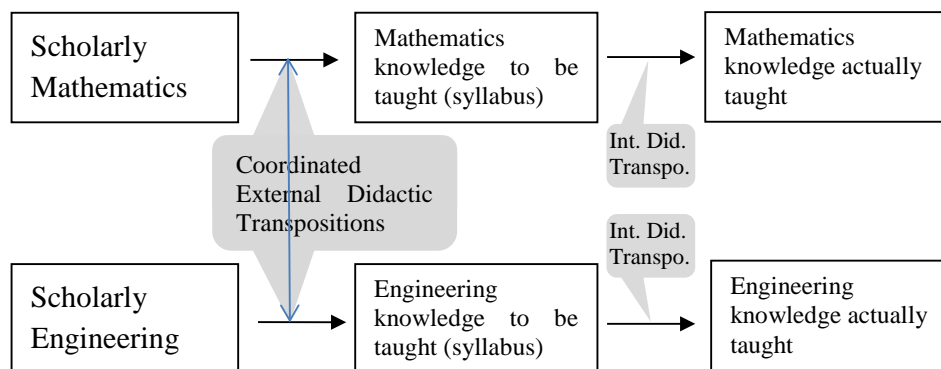 Scholarly
Mathematics
Mathematics
knowledge to be
taught (syllabus)
Mathematics
knowledge actually
taught
Coordinated
External Didactic
Transpositions
Int. Did.
Transpo.
Int. Did.
Transpo.
Scholarly
Engineering
Engineering
knowledge to be
taught (syllabus)
Engineering
knowledge actually
taught